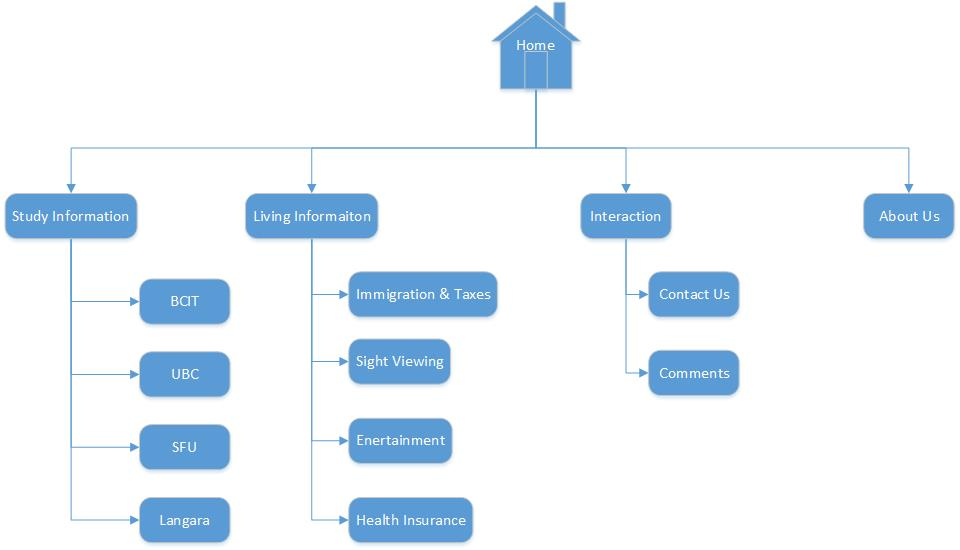 Home
Study Information
Living Informaiton
Interaction
About Us
BCIT
UBC
SFU
Langara
Immigration & Taxes
Sight Viewing
Enertainment
Health Insurance
Contact Us
Comments